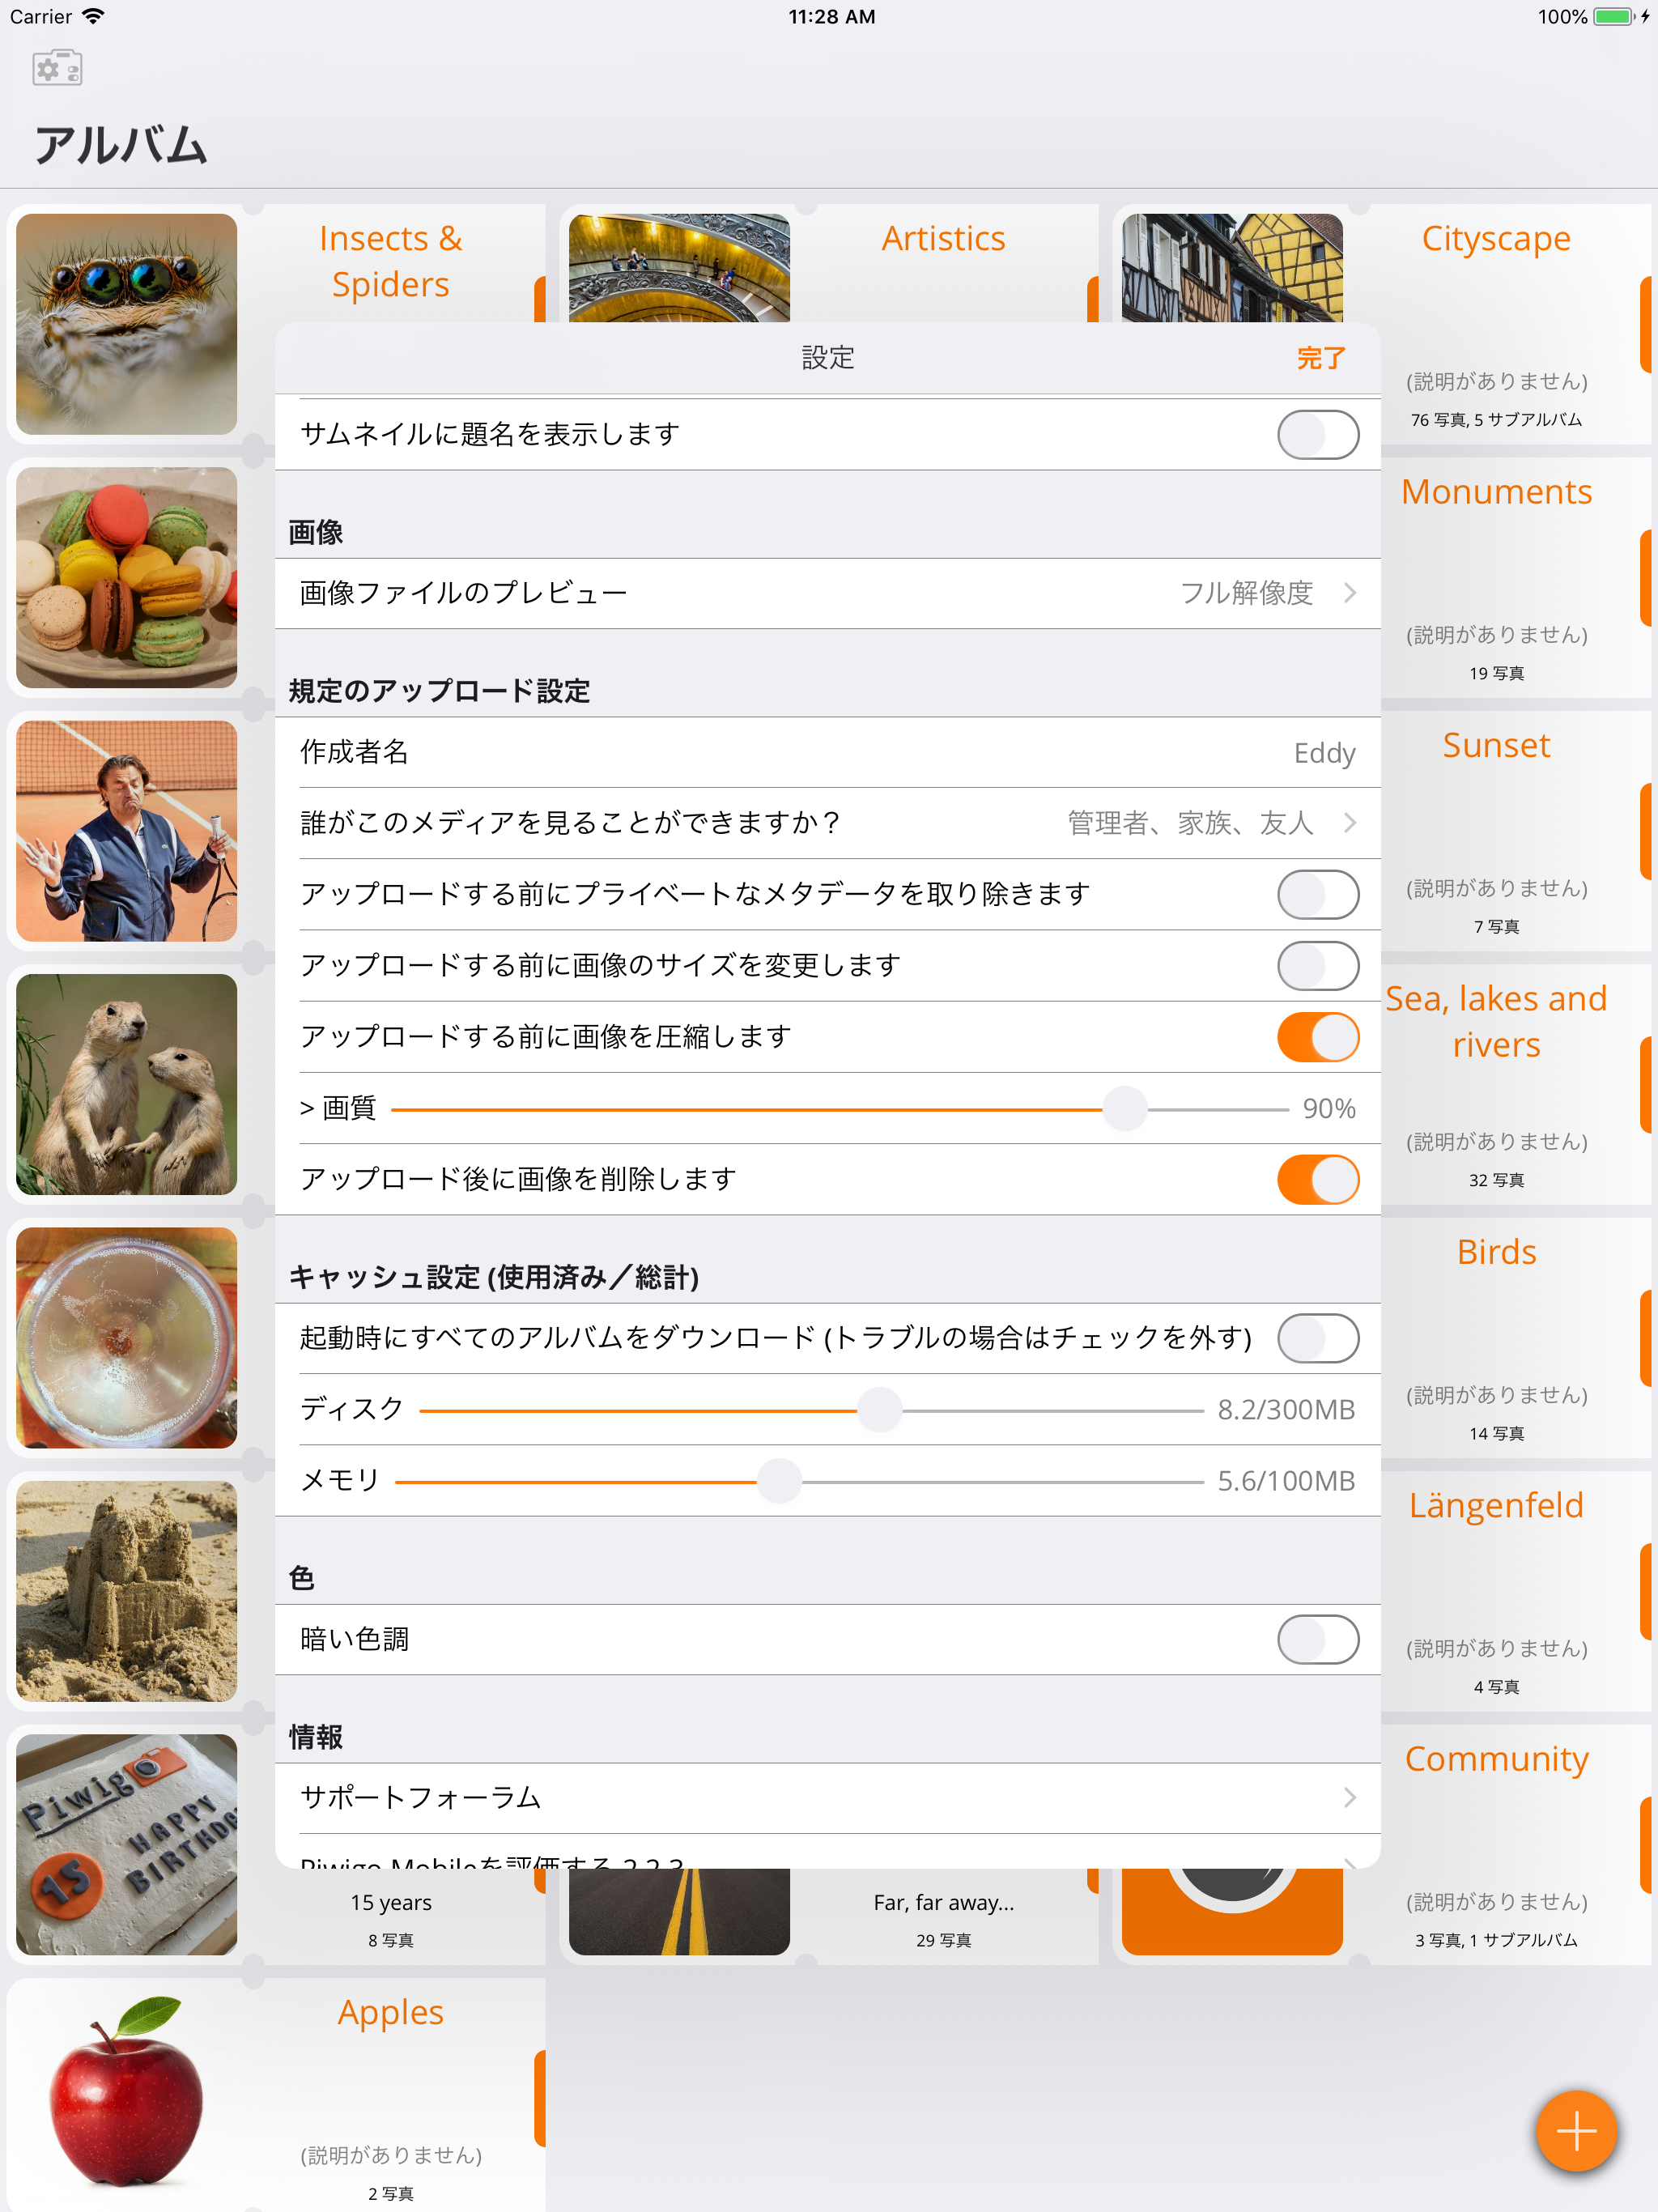 Carrier
11:28 AM
100%
アルバム
Insects &
Spiders
Artistics
Cityscape
(説明がありません)
76 写真, 5 サブアルバム
設定
完了
サムネイルに題名を表示します
画像
画像ファイルのプレビュー
フル解像度
規定のアップロード設定
作成者名
Eddy
誰がこのメディアを見ることができますか？
管理者、家族、友人
アップロードする前にプライベートなメタデータを取り除きます
アップロードする前に画像のサイズを変更します
アップロードする前に画像を圧縮します
> 画質
90%
アップロード後に画像を削除します
キャッシュ設定 (使用済み／総計)
起動時にすべてのアルバムをダウンロード (トラブルの場合はチェックを外す)
ディスク
8.2/300MB
メモリ
5.6/100MB
色
暗い色調
情報
サポートフォーラム
Piwigo Mobileを評価する 2.2.3
Monuments
(説明がありません)
19 写真
Sunset
(説明がありません)
7 写真
Sea, lakes and
rivers
(説明がありません)
32 写真
Birds
(説明がありません)
14 写真
Längenfeld
(説明がありません)
4 写真
Piwigo
HAPPY
BIRTHDA
15
15 years
8 写真
Far, far away...
29 写真
Community
(説明がありません)
3 写真, 1 サブアルバム
Apples
(説明がありません)
2 写真